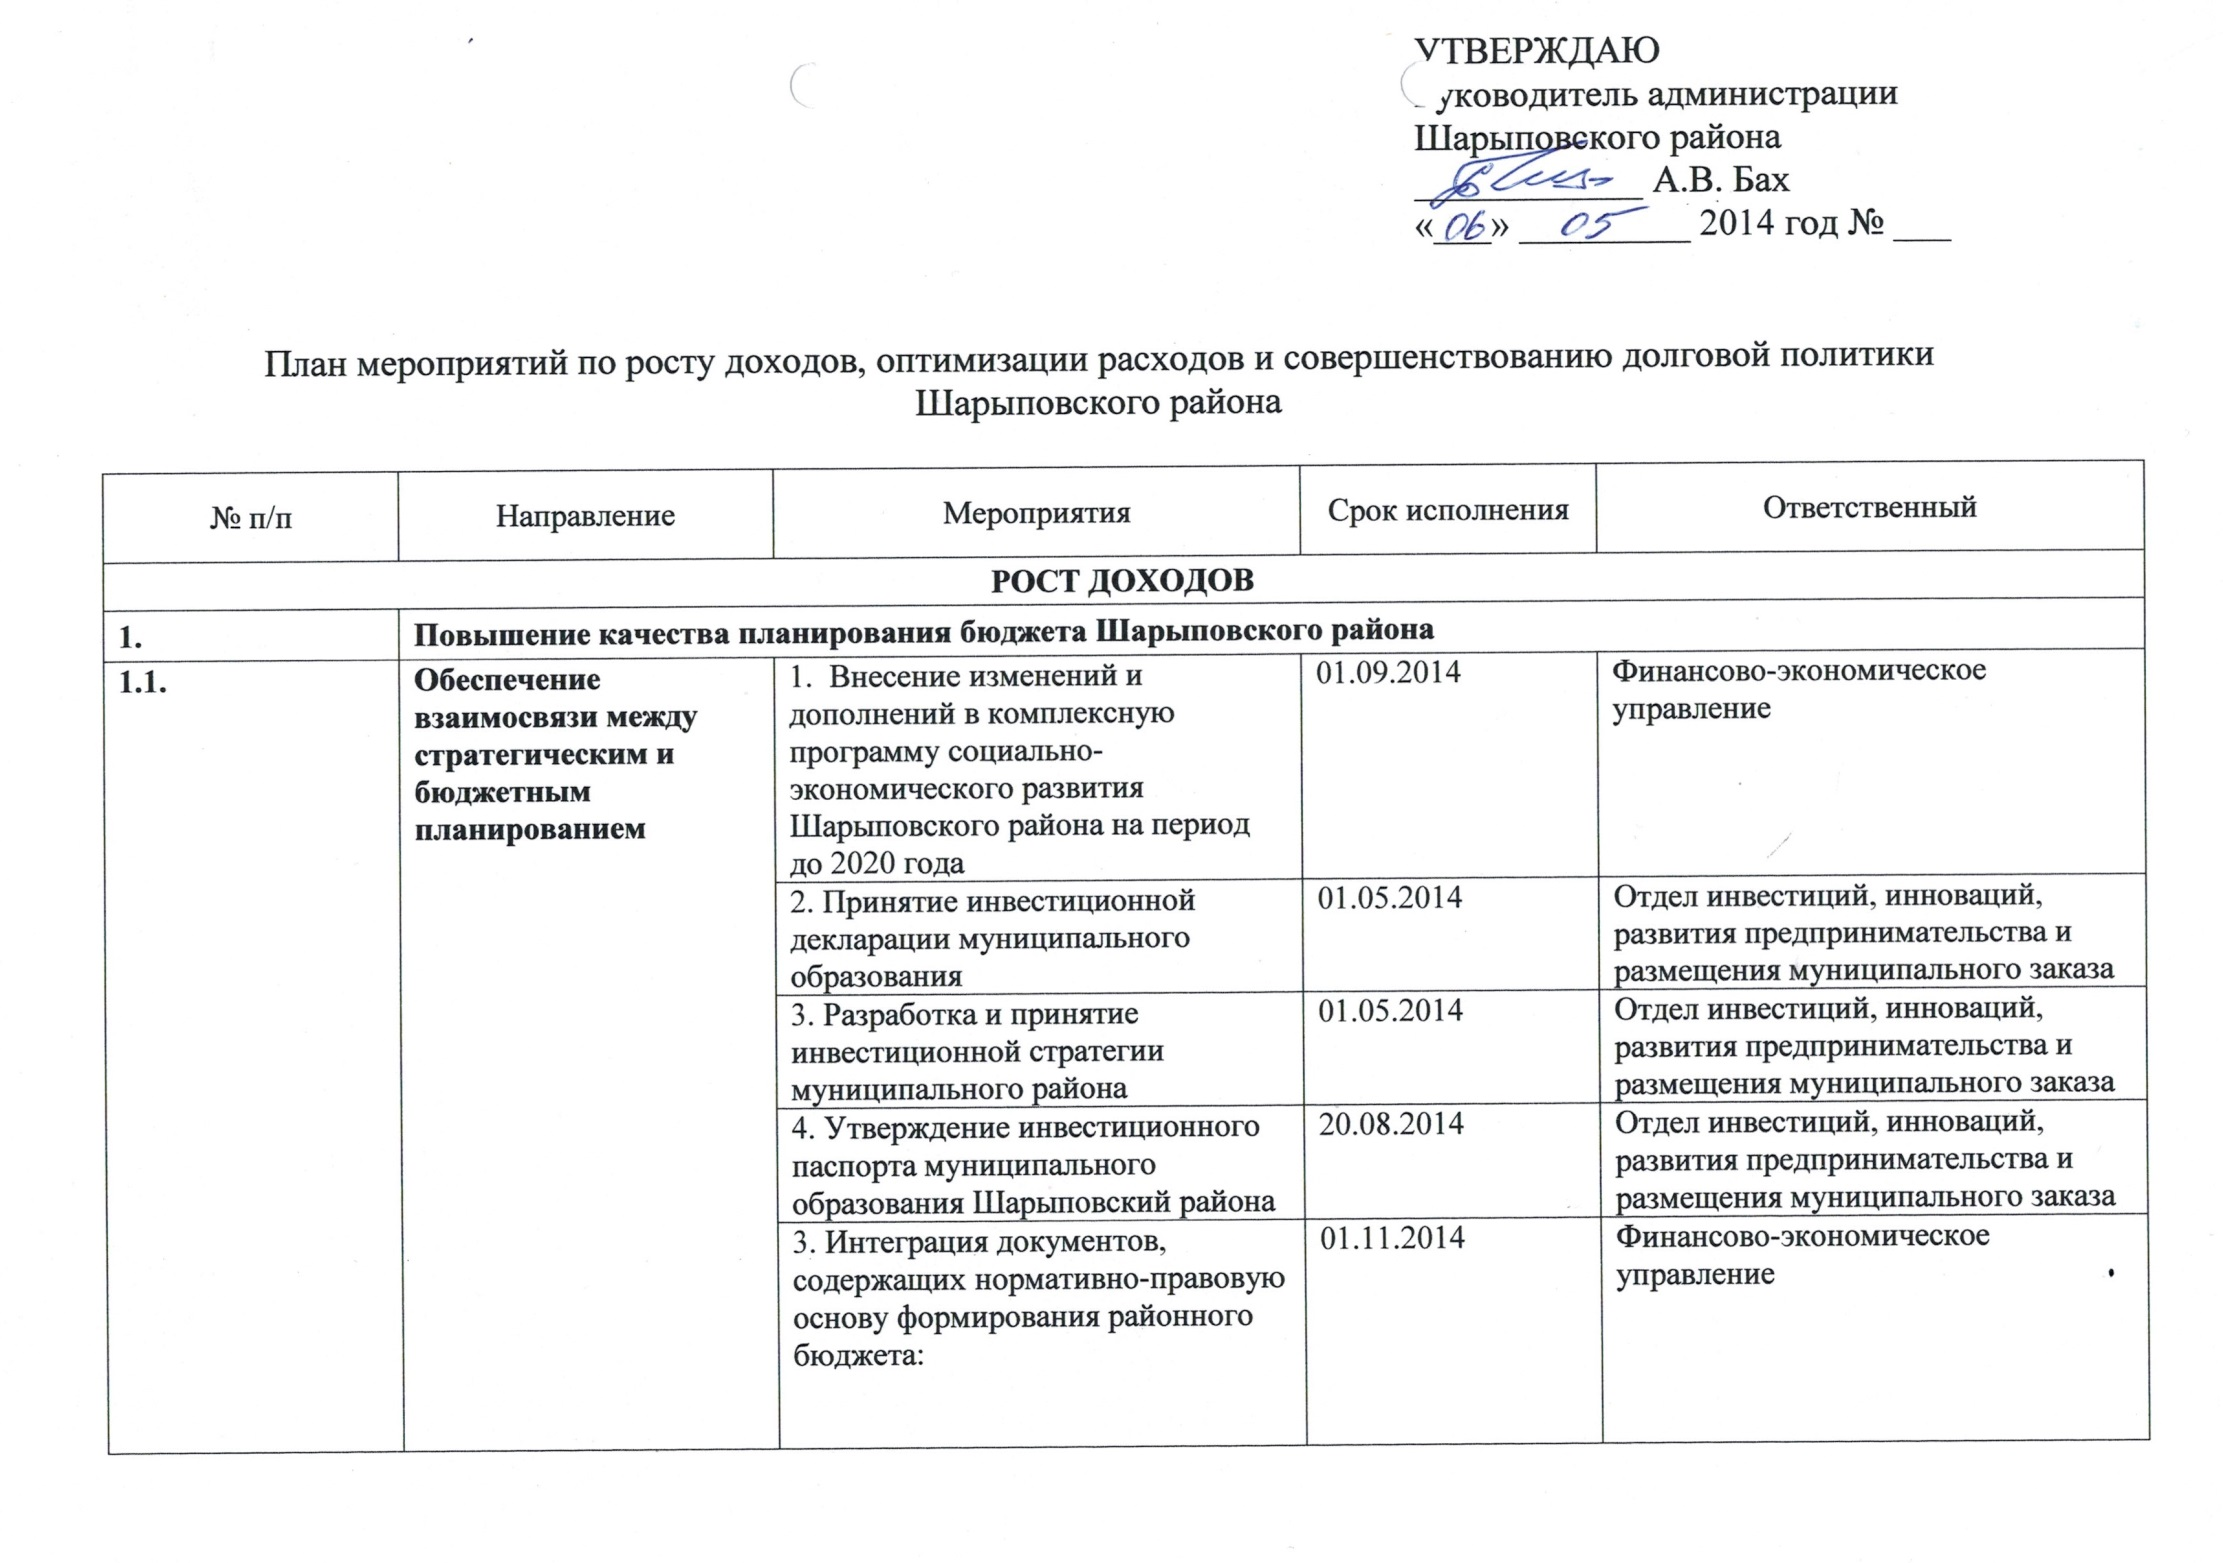 УТВЕРЖДАЮ
уководитель администрации
Шарыповского района
А.В. Бах
«06» 05 2014 год № ___
План мероприятий по росту доходов, оптимизации расходов и совершенствованию долговой политики
Шарыповского района
№ п/п
Направление
Мероприятия
Срок исполнения
Ответственный
РОСТ ДОХОДОВ
1.
Повышение качества планирования бюджета Шарыповского района
1.1.
Обеспечение
взаимосвязи между
стратегическим и
бюджетным
планированием
1. Внесение изменений и
дополнений в комплексную
программу социально-
экономического развития
Шарыповского района на период
до 2020 года
01.09.2014
Финансово-экономическое
управление
2. Принятие инвестиционной
декларации муниципального
образования
01.05.2014
Отдел инвестиций, инноваций,
развития предпринимательства и
размещения муниципального заказа
3. Разработка и принятие
инвестиционной стратегии
муниципального района
01.05.2014
Отдел инвестиций, инноваций,
развития предпринимательства и
размещения муниципального заказа
4. Утверждение инвестиционного
паспорта муниципального
образования Шарыповский района
20.08.2014
Отдел инвестиций, инноваций,
развития предпринимательства и
размещения муниципального заказа
3. Интеграция документов,
содержащих нормативно-правовую
основу формирования районного
бюджета:
01.11.2014
Финансово-экономическое
управление